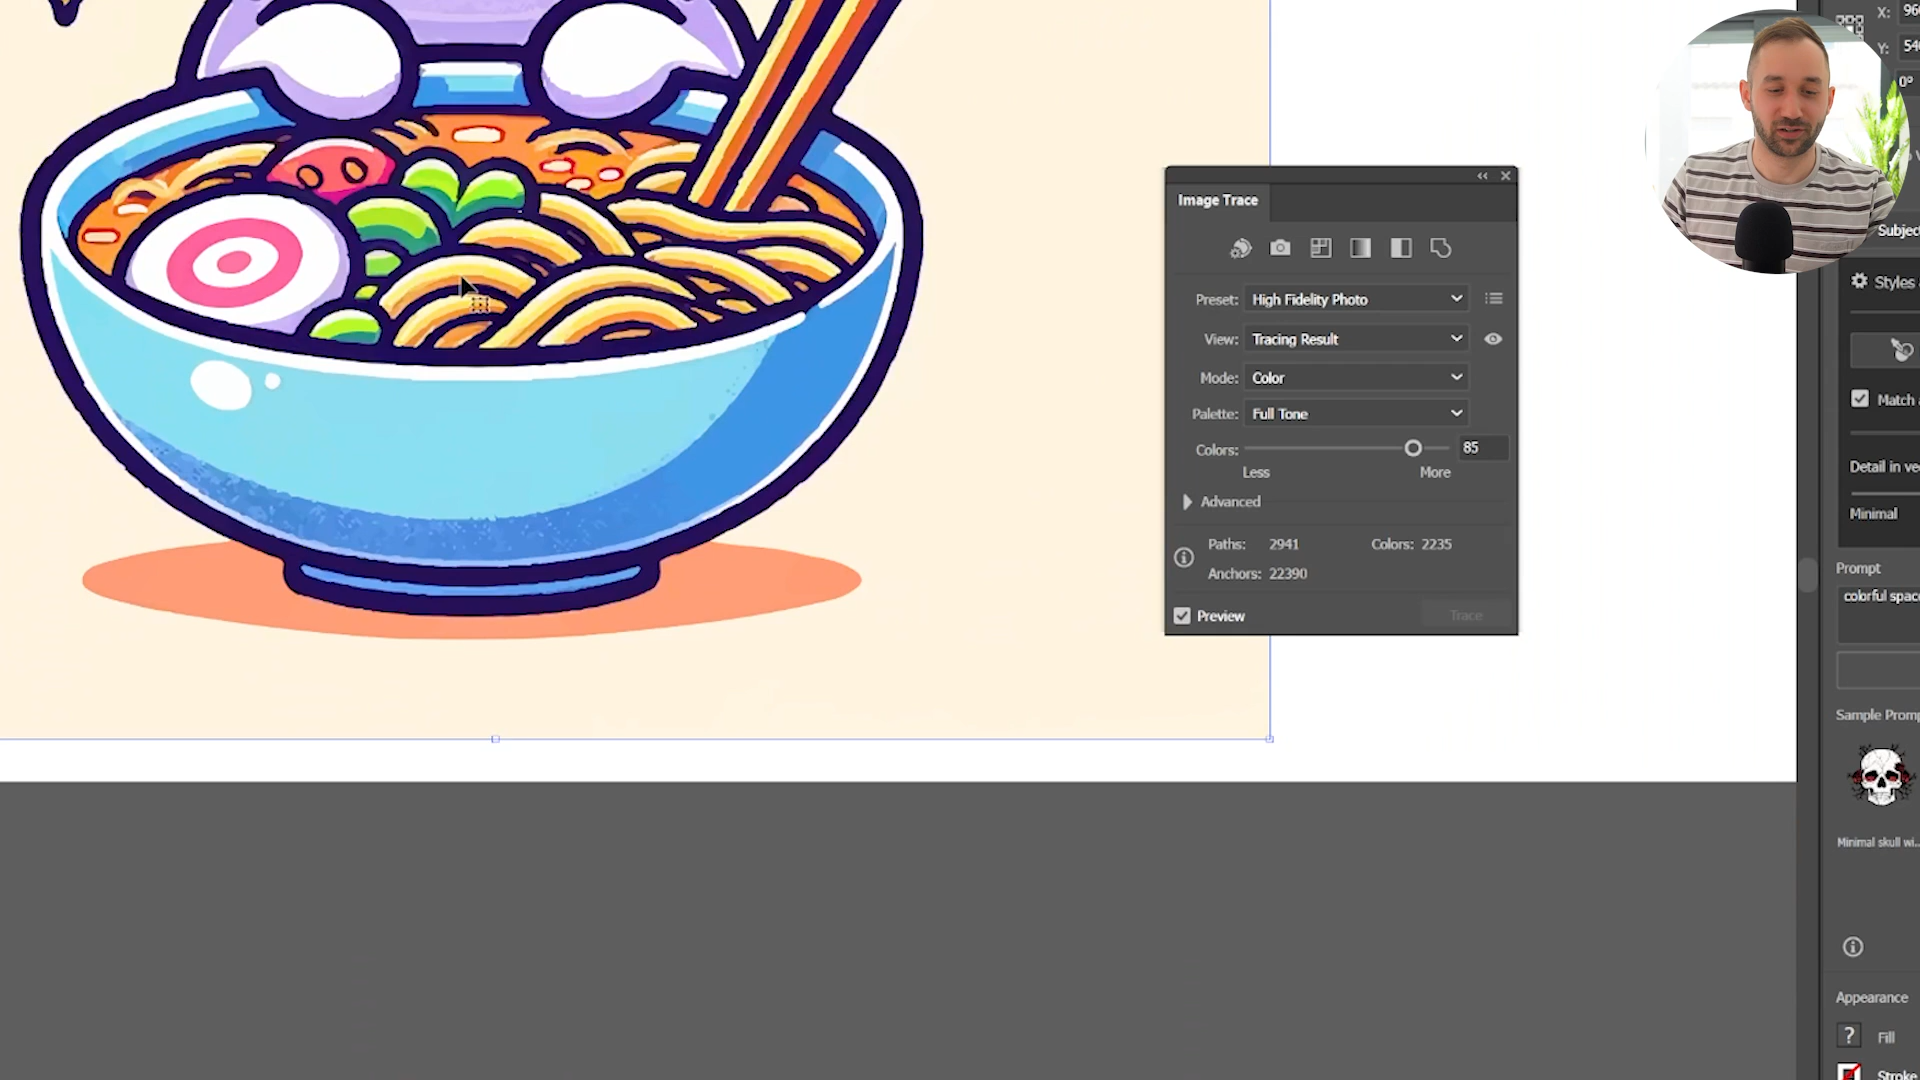 X: 96
Y: 54
0°
Image Trace
Subject
Preset: High Fidelity Photo
Styles
View: Tracing Result
Mode: Color
Match
Palette: Full Tone
Colors: 85
Less More
Detail in ve
Advanced
Minimal
Paths: 2941 Colors: 2235
Anchors: 22390
Prompt
colorful space
Preview Trace
Sample Promp
Minimal skull wi...
Appearance
? Fill
Stroke